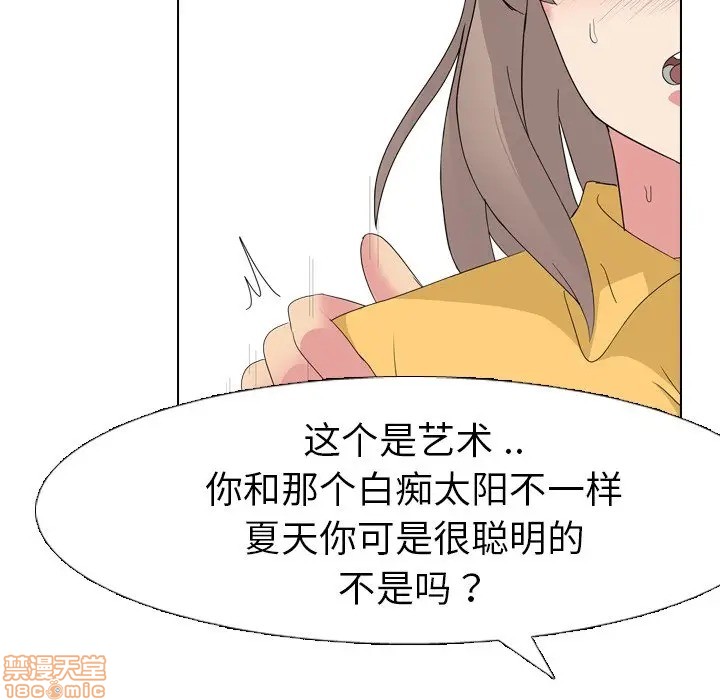 这个是艺术 ..
你和那个白痴太阳不一样
夏天你可是很聪明的
不是吗？
禁漫天堂
18comic